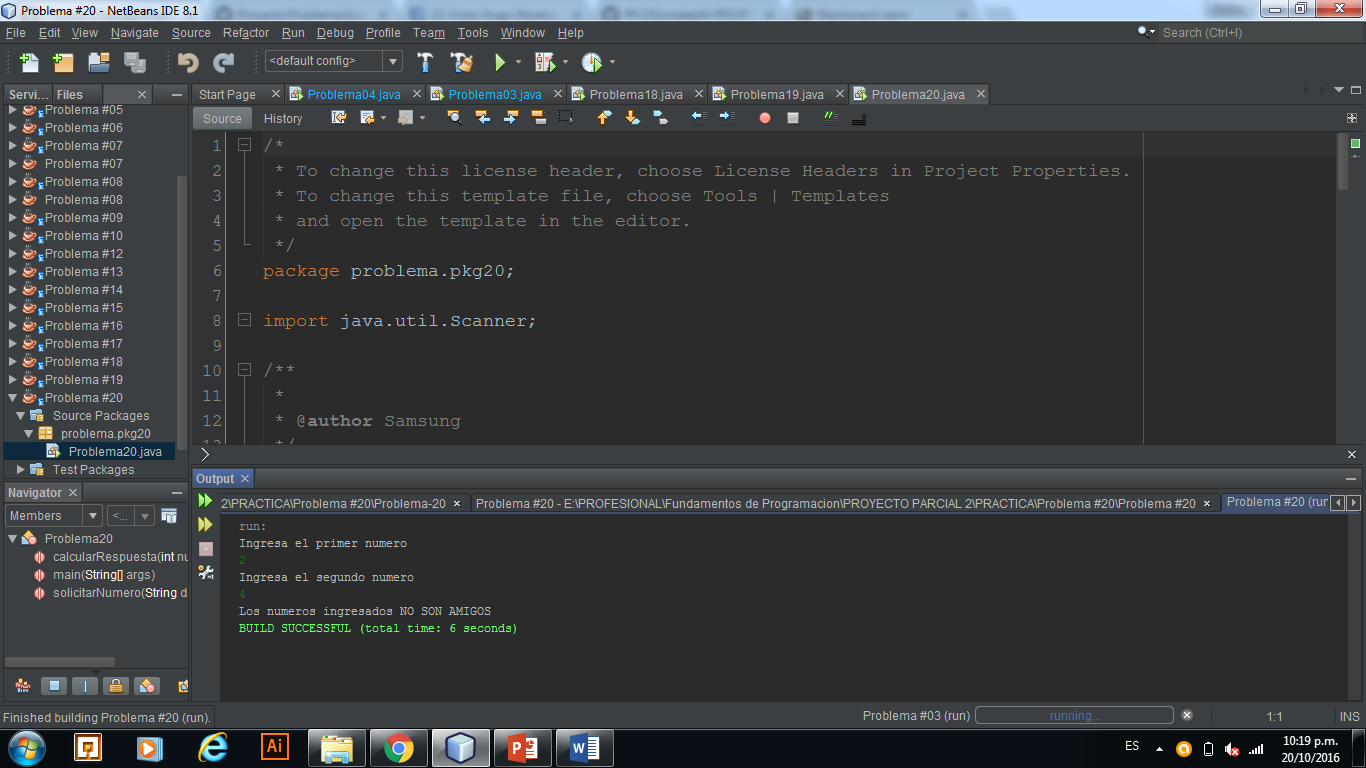 Problema #20 - NetBeans IDE 8.1
File Edit View Navigate Source Refactor Run Debug Profile Team Tools Window Help
Search (Ctrl+I)
<default config>
Servi... Files
Start Page Problema04.java Problema03.java Problema18.java Problema19.java Problema20.java
Source History
Problema #05
Problema #06
Problema #07
Problema #07
Problema #08
Problema #08
Problema #09
Problema #10
Problema #12
Problema #13
Problema #14
Problema #15
Problema #16
Problema #17
Problema #18
Problema #19
Problema #20
Source Packages
problema.pkg20
Problema20.java
Test Packages
1 /*
2 * To change this license header, choose License Headers in Project Properties.
3 * To change this template file, choose Tools | Templates
4 * and open the template in the editor.
5 */
6 package problema.pkg20;
7
8 import java.util.Scanner;
9
10 /**
11 *
12 * @author Samsung
13 */
Navigator
Members <...
Problema20
calcularRespuesta(int nu
main(String[] args)
solicitarNumero(String d
Output
2\PRACTICA\Problema #20\Problema-20 Problema #20 - E:\PROFESIONAL\Fundamentos de Programacion\PROYECTO PARCIAL 2\PRACTICA\Problema #20\Problema #20 Problema #20 (run
run:
Ingresa el primer numero
2
Ingresa el segundo numero
4
Los numeros ingresados NO SON AMIGOS
BUILD SUCCESSFUL (total time: 6 seconds)
Finished building Problema #20 (run).
Problema #03 (run) running... 1:1 INS
Ai
ES
10:19 p.m.
20/10/2016